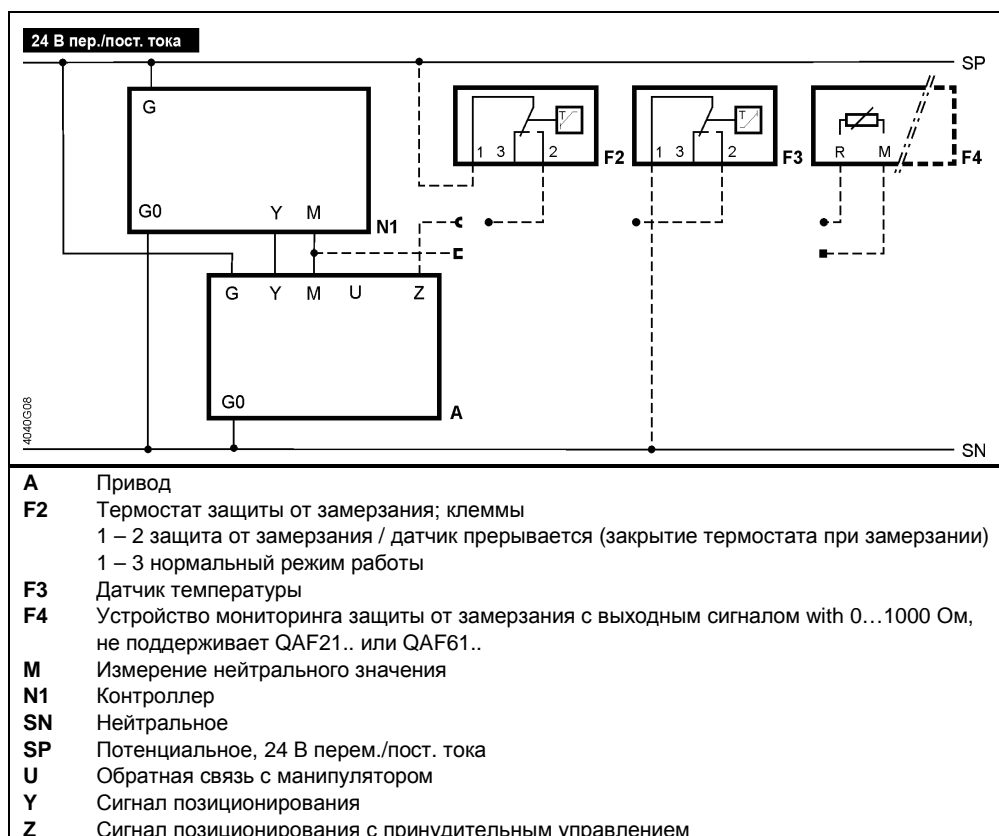 24 В пер./пост. тока
SP
G
1 3 2 F2
1 3 2 F3
R M F4
G0 Y M N1
G Y M U Z
G0 A
4040G08
SN
A Привод
F2 Термостат защиты от замерзания; клеммы
1 – 2 защита от замерзания / датчик прерывается (закрытие термостата при замерзании)
1 – 3 нормальный режим работы
F3 Датчик температуры
F4 Устройство мониторинга защиты от замерзания с выходным сигналом with 0…1000 Ом,
не поддерживает QAF21.. или QAF61..
M Измерение нейтрального значения
N1 Контроллер
SN Нейтральное
SP Потенциальное, 24 В перем./пост. тока
U Обратная связь с манипулятором
Y Сигнал позиционирования
Z Сигнал позиционирования с принудительным управлением